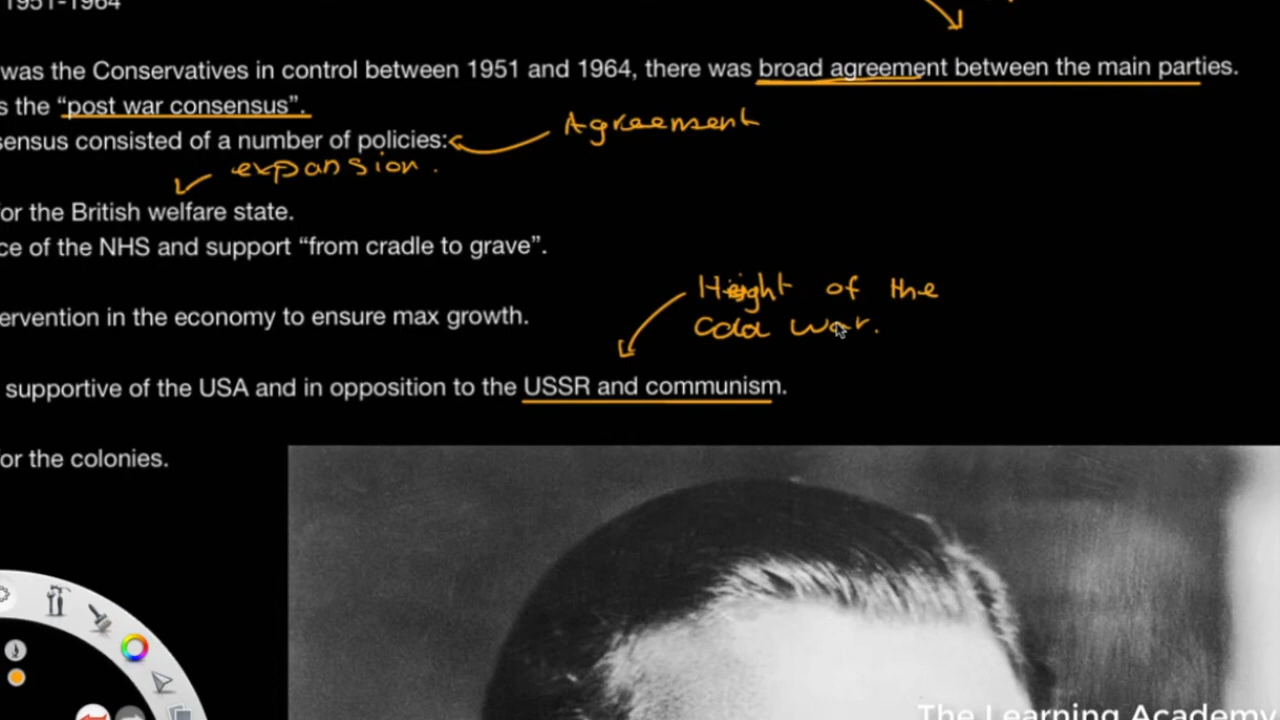 1951-1964
was the Conservatives in control between 1951 and 1964, there was broad agreement between the main parties.
s the “post war consensus”.
Agreement
sensus consisted of a number of policies:
expansion.
or the British welfare state.
ce of the NHS and support “from cradle to grave”.
Height of the
Cold War.
ervention in the economy to ensure max growth.
supportive of the USA and in opposition to the USSR and communism.
or the colonies.
The Learning Academy